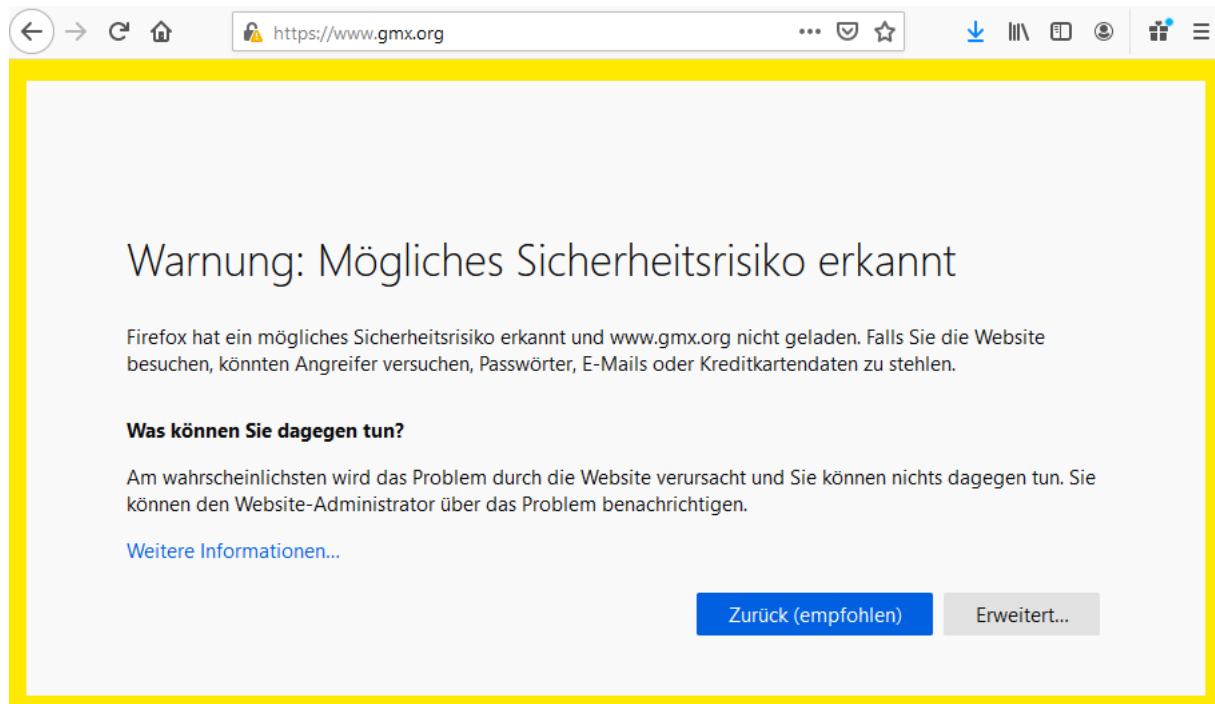 https://www.gmx.org
Warnung: Mögliches Sicherheitsrisiko erkannt
Firefox hat ein mögliches Sicherheitsrisiko erkannt und www.gmx.org nicht geladen. Falls Sie die Website
besuchen, könnten Angreifer versuchen, Passwörter, E-Mails oder Kreditkartendaten zu stehlen.
Was können Sie dagegen tun?
Am wahrscheinlichsten wird das Problem durch die Website verursacht und Sie können nichts dagegen tun. Sie
können den Website-Administrator über das Problem benachrichtigen.
Weitere Informationen...
Zurück (empfohlen) Erweitert...